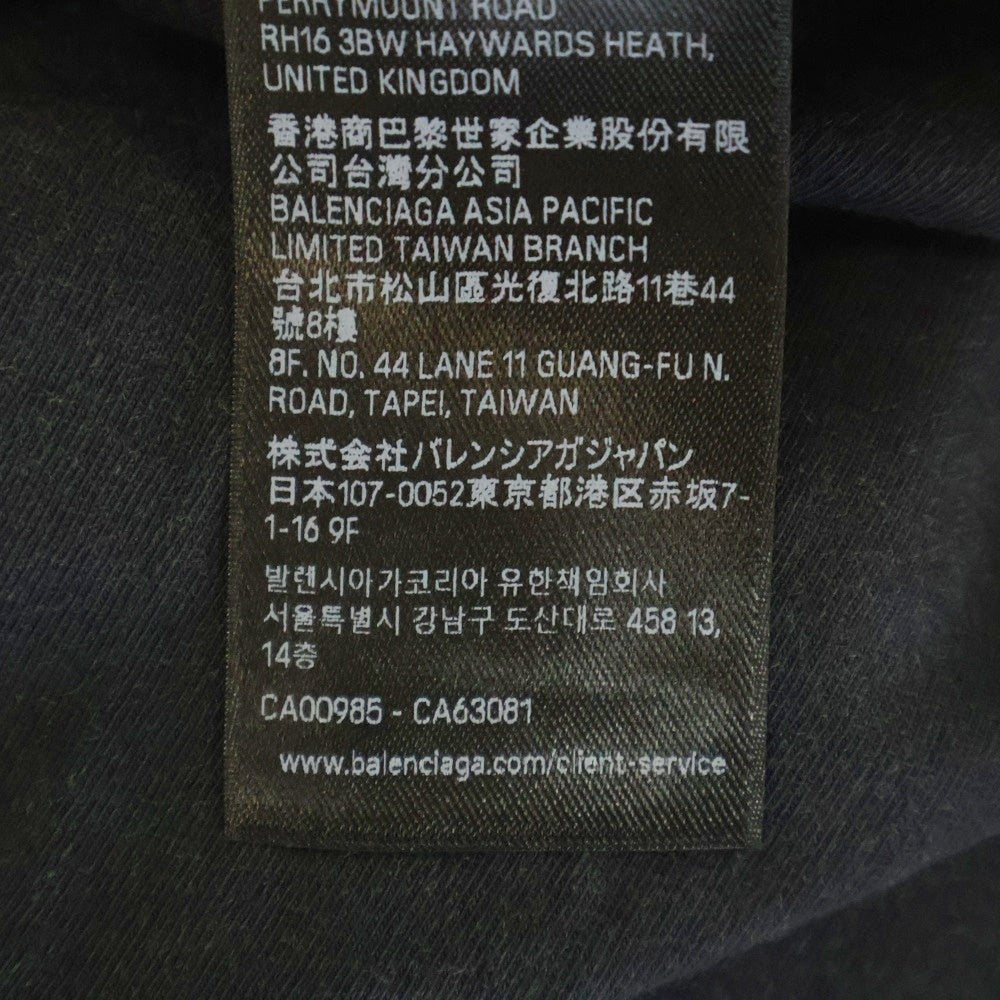 PERRYMOUNT ROAD
RH16 3BW HAYWARDS HEATH,
UNITED KINGDOM
香港商巴黎世家企業股份有限
公司台灣分公司
BALENCIAGA ASIA PACIFIC
LIMITED TAIWAN BRANCH
台北市松山區光復北路11巷44
號8樓
8F. NO. 44 LANE 11 GUANG-FU N.
ROAD, TAPEI, TAIWAN
株式会社バレンシアガジャパン
日本107-0052東京都港区赤坂7-
1-16 9F
발렌시아가코리아 유한책임회사
서울특별시 강남구 도산대로 458 13,
14층
CA00985 - CA63081
www.balenciaga.com/client-service